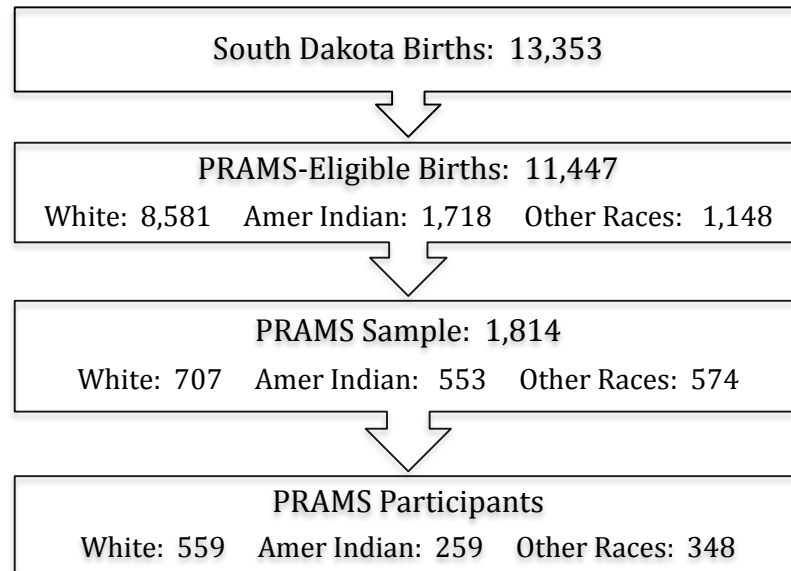 South Dakota Births: 13,353
PRAMS-Eligible Births: 11,447
White: 8,581 Amer Indian: 1,718 Other Races: 1,148
PRAMS Sample: 1,814
White: 707 Amer Indian: 553 Other Races: 574
PRAMS Participants
White: 559 Amer Indian: 259 Other Races: 348